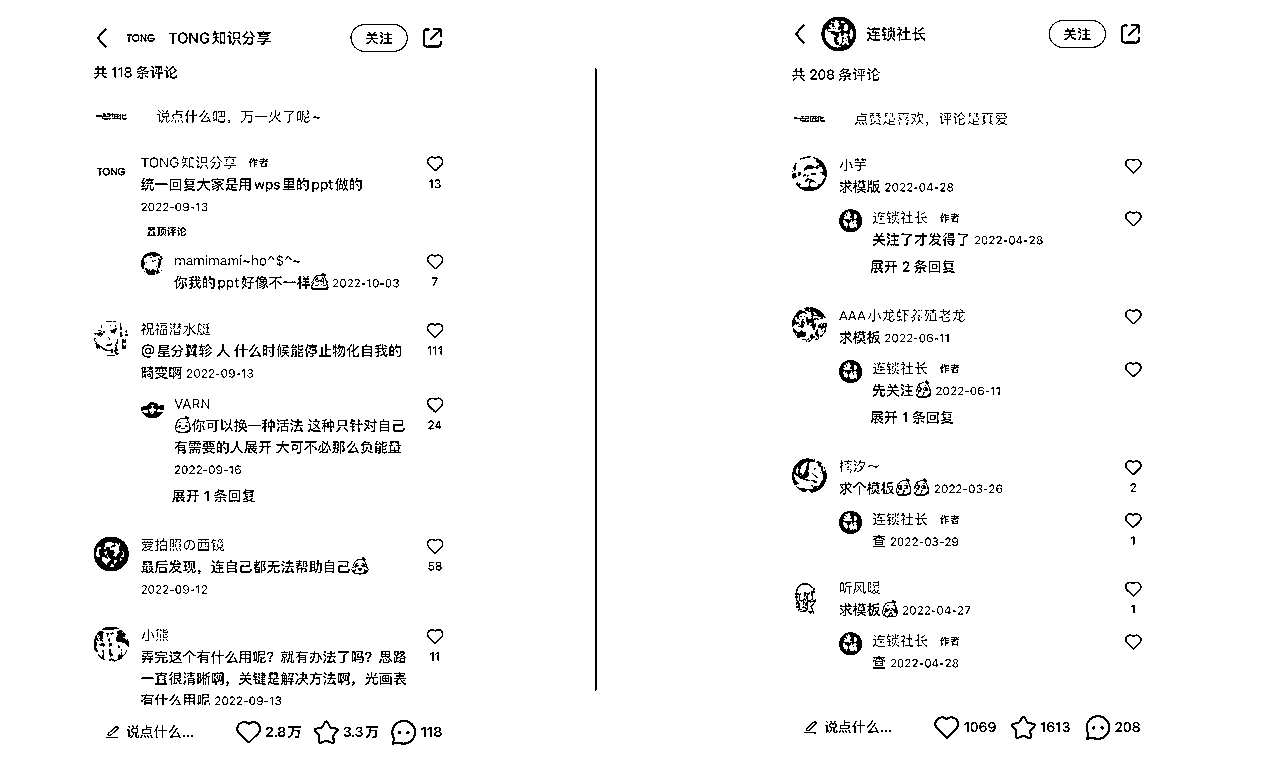 TONG TONG知识分享 关注
共 118 条评论
说点什么吧，万一火了呢~
TONG
TONG知识分享 作者
统一回复大家是用wps里的ppt做的
13
2022-09-13
置顶评论
mamimami~ho^$^~
你我的ppt好像不一样 2022-10-03
7
祝福潜水艇
@星分翼轸 人 什么时候能停止物化自我的
111
畸变啊 2022-09-13
VARN
你可以换一种活法 这种只针对自己
24
有需要的人展开 大可不必那么负能量
2022-09-16
展开 1 条回复
爱拍照の西镜
最后发现，连自己都无法帮助自己
58
2022-09-12
小熊
弄完这个有什么用呢？就有办法了吗？思路
11
一直很清晰啊，关键是解决方法啊，光画表
有什么用呢 2022-09-13
说点什么... 2.8万 3.3万 118
连锁社长 关注
共 208 条评论
点赞是喜欢，评论是真爱
小芋
求模版 2022-04-28
连锁社长 作者
关注了才发得了 2022-04-28
展开 2 条回复
AAA小龙虾养殖老龙
求模板 2022-06-11
连锁社长 作者
先关注 2022-06-11
展开 1 条回复
汐~
求个模板 2022-03-26
2
连锁社长 作者
查 2022-03-29
1
听风暖
求模板 2022-04-27
1
连锁社长 作者
查 2022-04-28
说点什么... 1069 1613 208